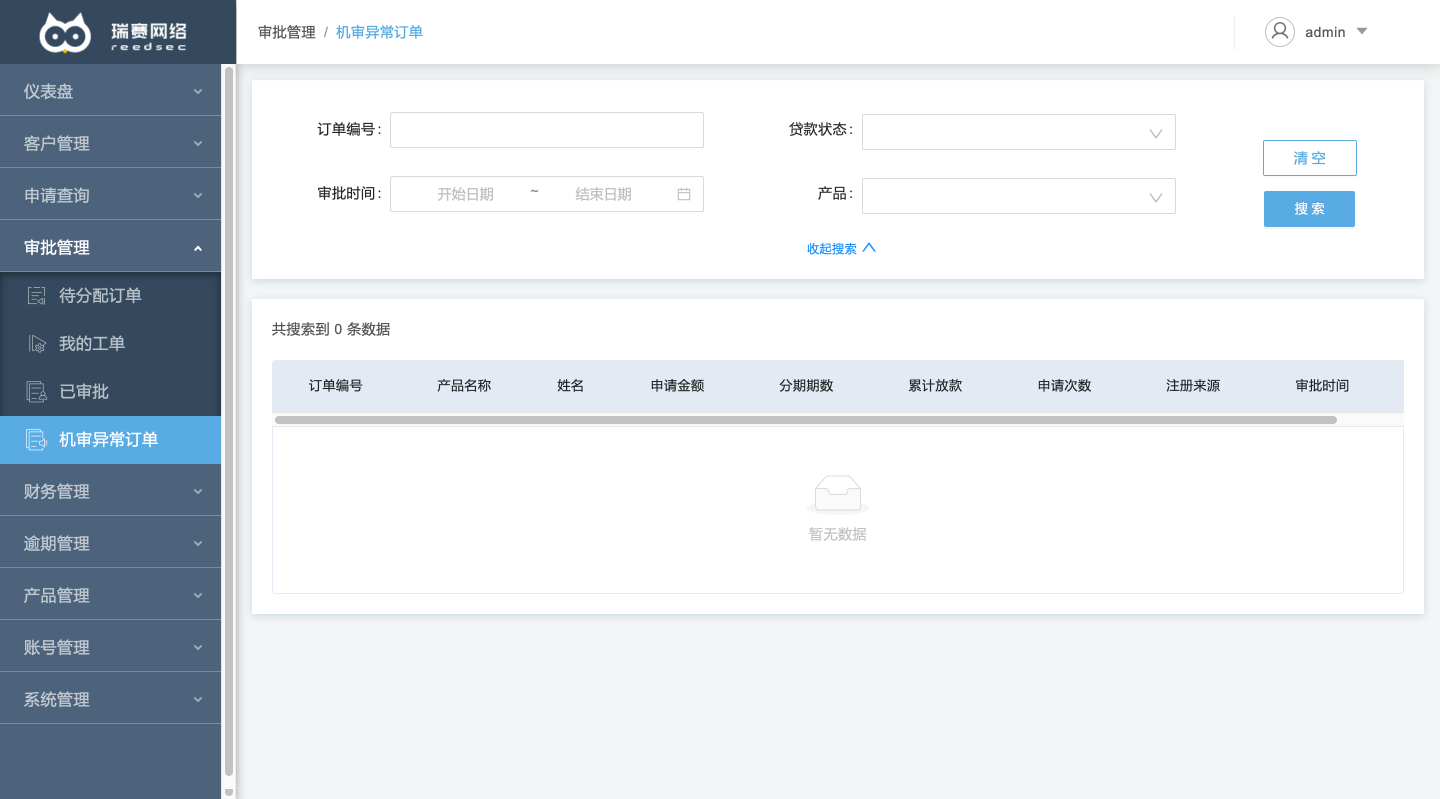 瑞赛网络
reedsec
审批管理 / 机审异常订单
admin
仪表盘
客户管理
申请查询
审批管理
待分配订单
我的工单
已审批
机审异常订单
财务管理
逾期管理
产品管理
账号管理
系统管理
订单编号:
贷款状态:
清 空
审批时间: 开始日期 ~ 结束日期
产品:
搜 索
收起搜索
共搜索到 0 条数据
订单编号 产品名称 姓名 申请金额 分期期数 累计放款 申请次数 注册来源 审批时间
暂无数据